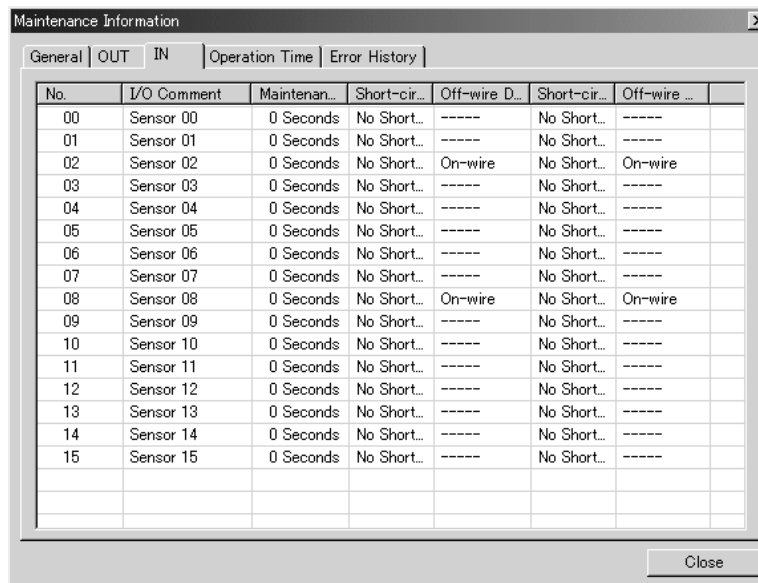 Maintenance Information
General OUT IN Operation Time Error History
No. I/O Comment Maintenan... Short-cir... Off-wire D... Short-cir... Off-wire ...
00 Sensor 00 0 Seconds No Short... ----- No Short... -----
01 Sensor 01 0 Seconds No Short... ----- No Short... -----
02 Sensor 02 0 Seconds No Short... On-wire No Short... On-wire
03 Sensor 03 0 Seconds No Short... ----- No Short... -----
04 Sensor 04 0 Seconds No Short... ----- No Short... -----
05 Sensor 05 0 Seconds No Short... ----- No Short... -----
06 Sensor 06 0 Seconds No Short... ----- No Short... -----
07 Sensor 07 0 Seconds No Short... ----- No Short... -----
08 Sensor 08 0 Seconds No Short... On-wire No Short... On-wire
09 Sensor 09 0 Seconds No Short... ----- No Short... -----
10 Sensor 10 0 Seconds No Short... ----- No Short... -----
11 Sensor 11 0 Seconds No Short... ----- No Short... -----
12 Sensor 12 0 Seconds No Short... ----- No Short... -----
13 Sensor 13 0 Seconds No Short... ----- No Short... -----
14 Sensor 14 0 Seconds No Short... ----- No Short... -----
15 Sensor 15 0 Seconds No Short... ----- No Short... -----
Close